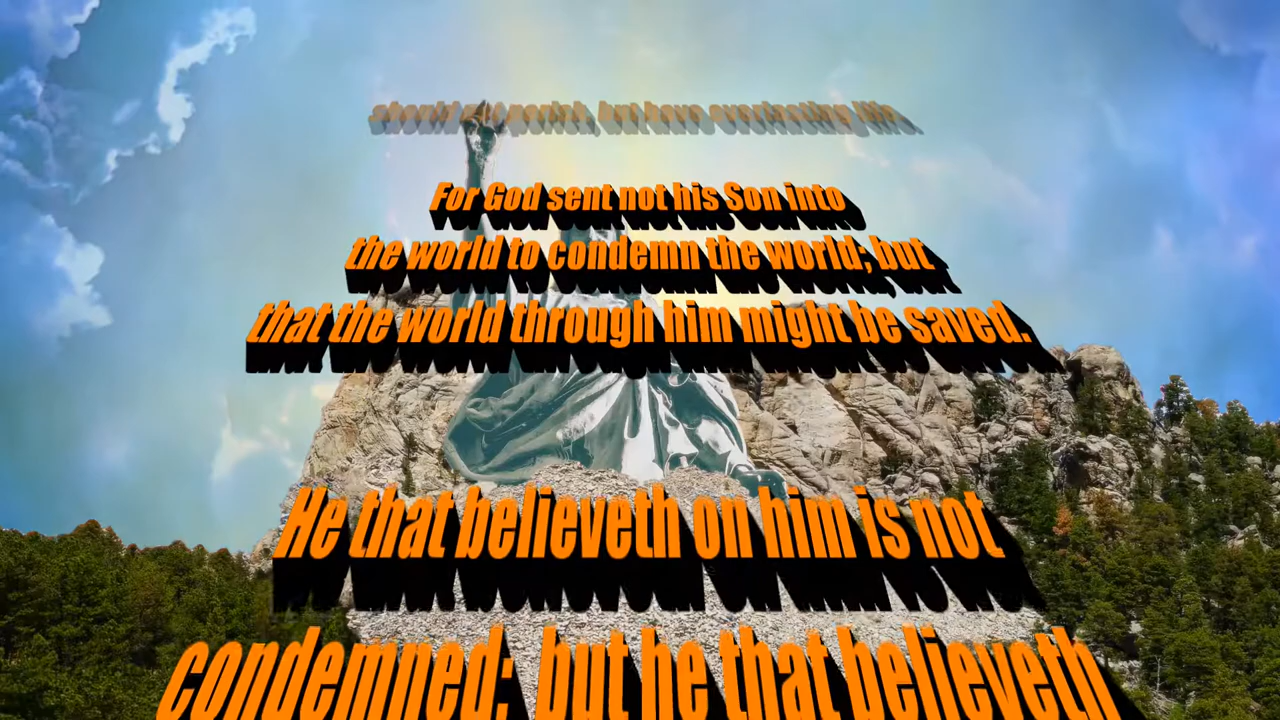 should not perish, but have everlasting life.
For God sent not his Son into
the world to condemn the world; but
that the world through him might be saved.
He that believeth on him is not
condemned: but he that believeth